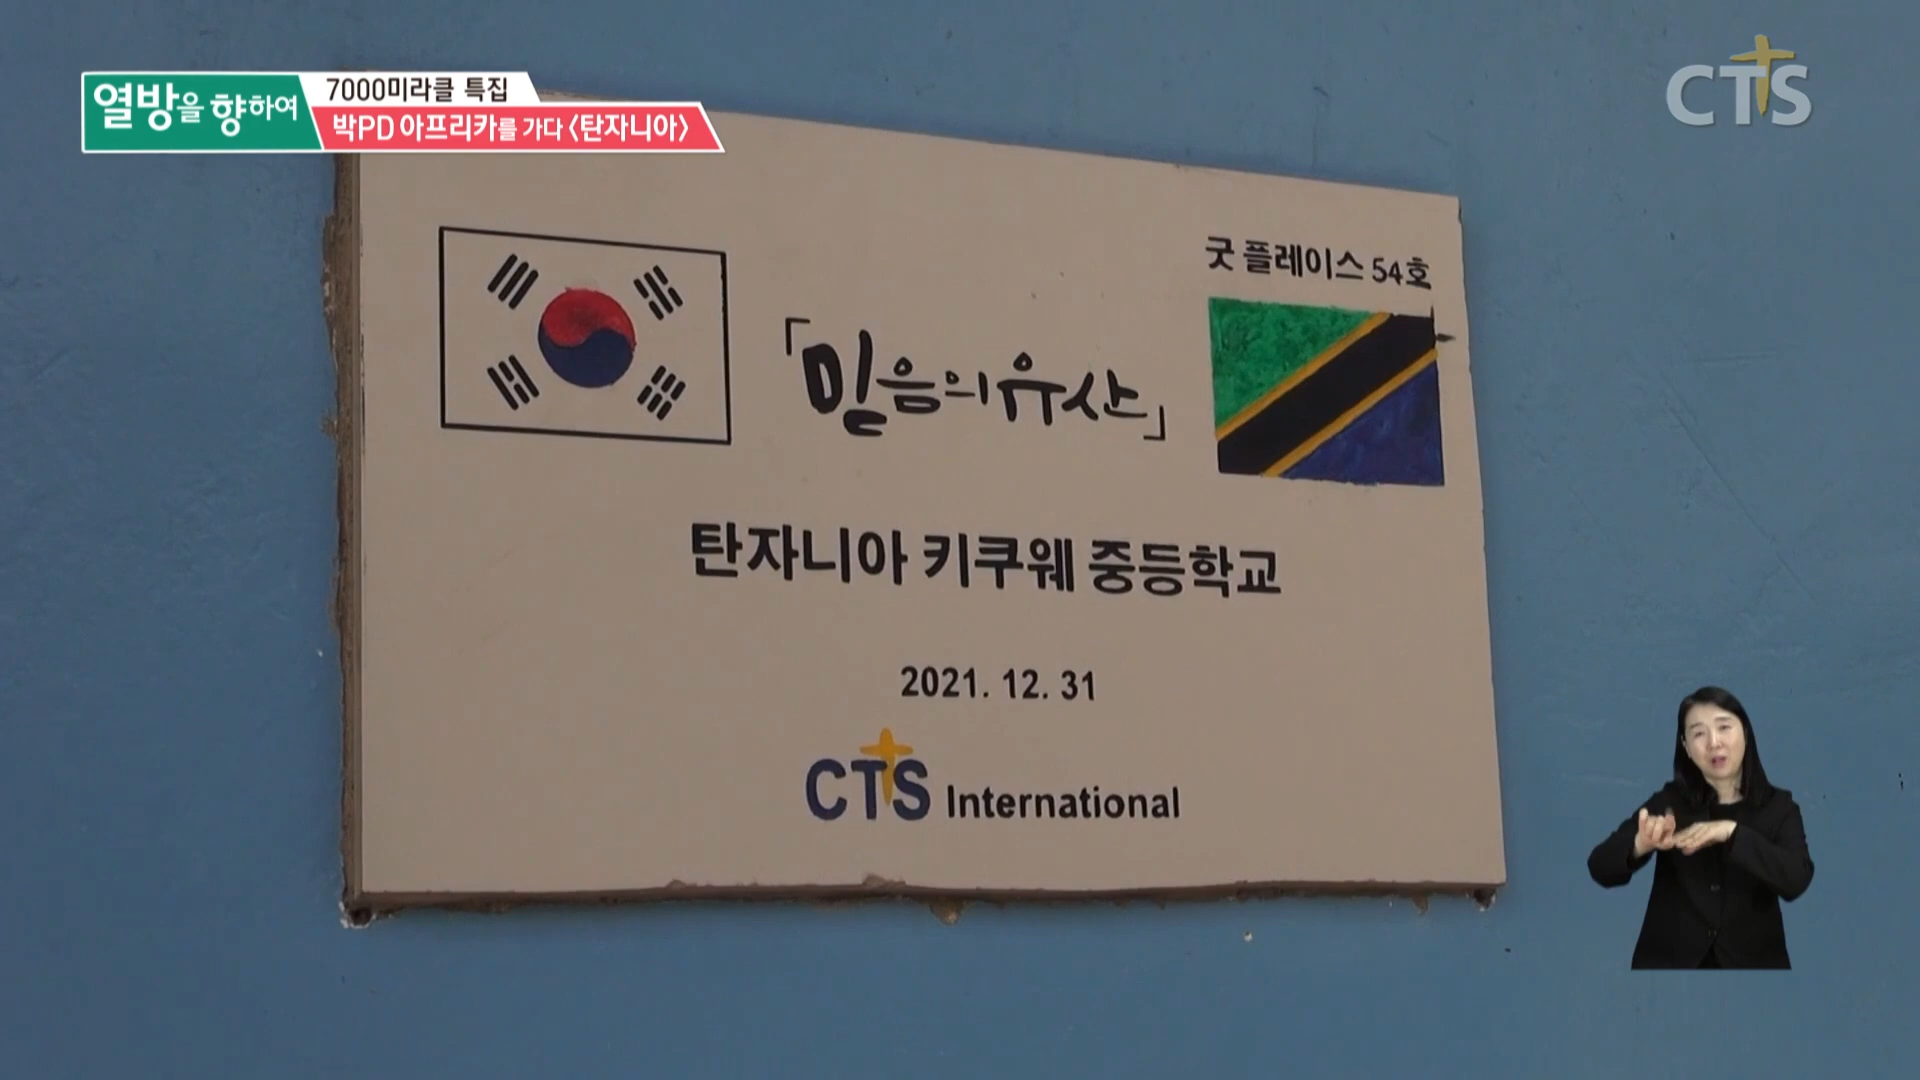 열방을 향하여
7000미라클 특집
박PD 아프리카를 가다 <탄자니아>
CTS
굿 플레이스 54호
「믿음의 유산」
탄자니아 키쿠웨 중등학교
2021. 12. 31
CTS International